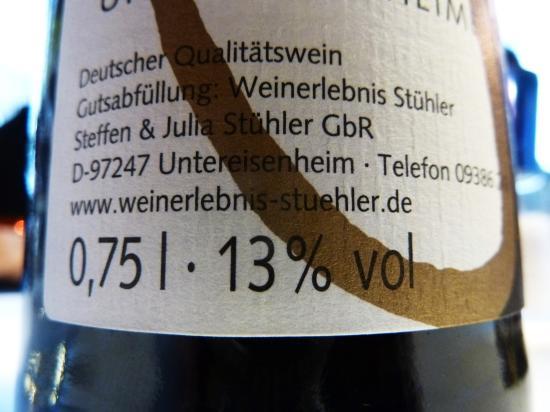 Deutscher Qualitätswein
Gutsabfüllung: Weinerlebnis Stühler
Steffen & Julia Stühler GbR
D-97247 Untereisenheim · Telefon 09386
www.weinerlebnis-stuehler.de
0,75 l · 13% vol